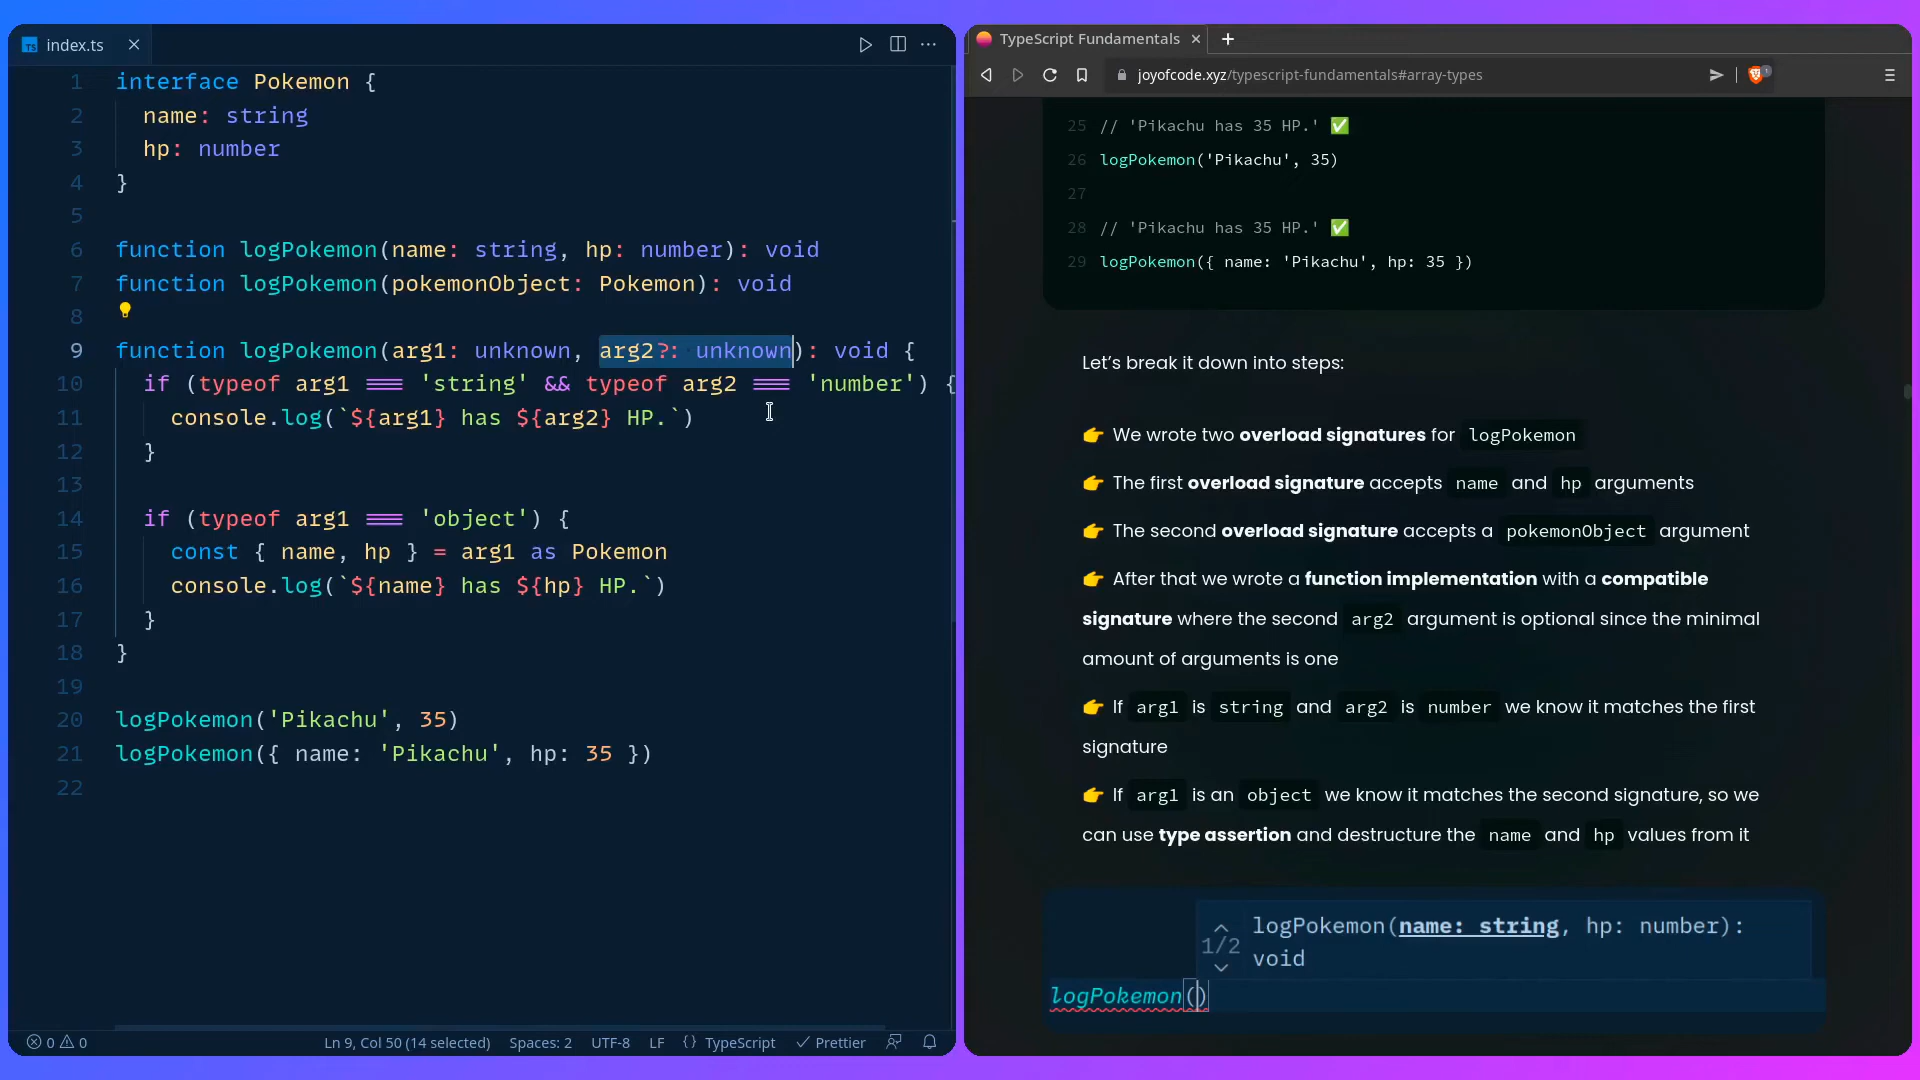 index.ts
1 interface Pokemon {
2 name: string
3 hp: number
4 }
5
6 function logPokemon(name: string, hp: number): void
7 function logPokemon(pokemonObject: Pokemon): void
8
9 function logPokemon(arg1: unknown, arg2?: unknown): void {
10 if (typeof arg1 === 'string' && typeof arg2 === 'number') {
11 console.log(`${arg1} has ${arg2} HP.`)
12 }
13
14 if (typeof arg1 === 'object') {
15 const { name, hp } = arg1 as Pokemon
16 console.log(`${name} has ${hp} HP.`)
17 }
18 }
19
20 logPokemon('Pikachu', 35)
21 logPokemon({ name: 'Pikachu', hp: 35 })
22
0 0 Ln 9, Col 50 (14 selected) Spaces: 2 UTF-8 LF {} TypeScript Prettier
TypeScript Fundamentals
joyofcode.xyz/typescript-fundamentals#array-types
25 // 'Pikachu has 35 HP.' ✅
26 logPokemon('Pikachu', 35)
27
28 // 'Pikachu has 35 HP.' ✅
29 logPokemon({ name: 'Pikachu', hp: 35 })
Let’s break it down into steps:
👉 We wrote two overload signatures for logPokemon
👉 The first overload signature accepts name and hp arguments
👉 The second overload signature accepts a pokemonObject argument
👉 After that we wrote a function implementation with a compatible
signature where the second arg2 argument is optional since the minimal
amount of arguments is one
👉 If arg1 is string and arg2 is number we know it matches the first
signature
👉 If arg1 is an object we know it matches the second signature, so we
can use type assertion and destructure the name and hp values from it
logPokemon(name: string, hp: number):
1/2
void
logPokemon()